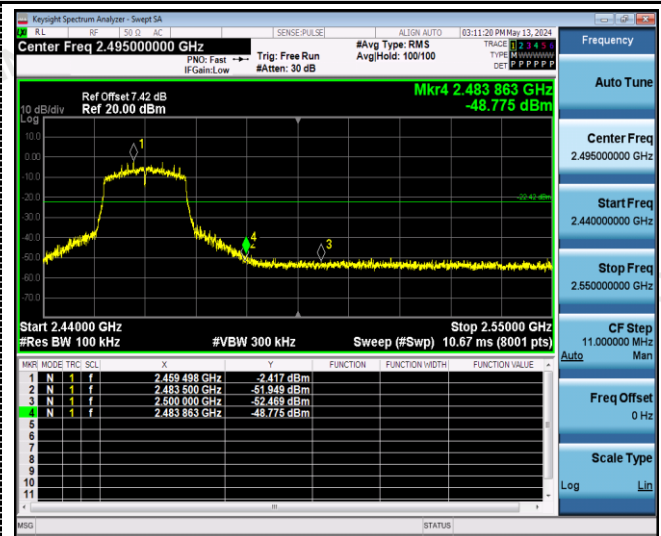 Keysight Spectrum Analyzer - Swept SA
RL RF 50 Ω AC SENSE:PULSE ALIGN AUTO 03:11:20 PM May 13, 2024
Center Freq 2.495000000 GHz #Avg Type: RMS TRACE 1 2 3 4 5 6 Frequency
PNO: Fast Trig: Free Run Avg|Hold: 100/100 TYPE M WWWWW
IFGain:Low #Atten: 30 dB DET P P P P P P
Auto Tune
Ref Offset 7.42 dB Mkr4 2.483 863 GHz
10 dB/div Ref 20.00 dBm -48.775 dBm
Log
10.0
0.00
-10.0
-20.0
-30.0
-40.0
-50.0
-60.0
-70.0
1
-22.42 dBm
4
2
3
Center Freq
2.495000000 GHz
Start Freq
2.440000000 GHz
Stop Freq
2.550000000 GHz
Start 2.44000 GHz Stop 2.55000 GHz
#Res BW 100 kHz #VBW 300 kHz Sweep (#Swp) 10.67 ms (8001 pts)
CF Step
11.000000 MHz
Auto Man
MKR MODE TRC SCL X Y FUNCTION FUNCTION WIDTH FUNCTION VALUE
1 N 1 f 2.459 498 GHz -2.417 dBm
2 N 1 f 2.483 500 GHz -51.949 dBm
3 N 1 f 2.500 000 GHz -52.469 dBm
4 N 1 f 2.483 863 GHz -48.775 dBm
5
6
7
8
9
10
11
Freq Offset
0 Hz
Scale Type
Log Lin
MSG STATUS